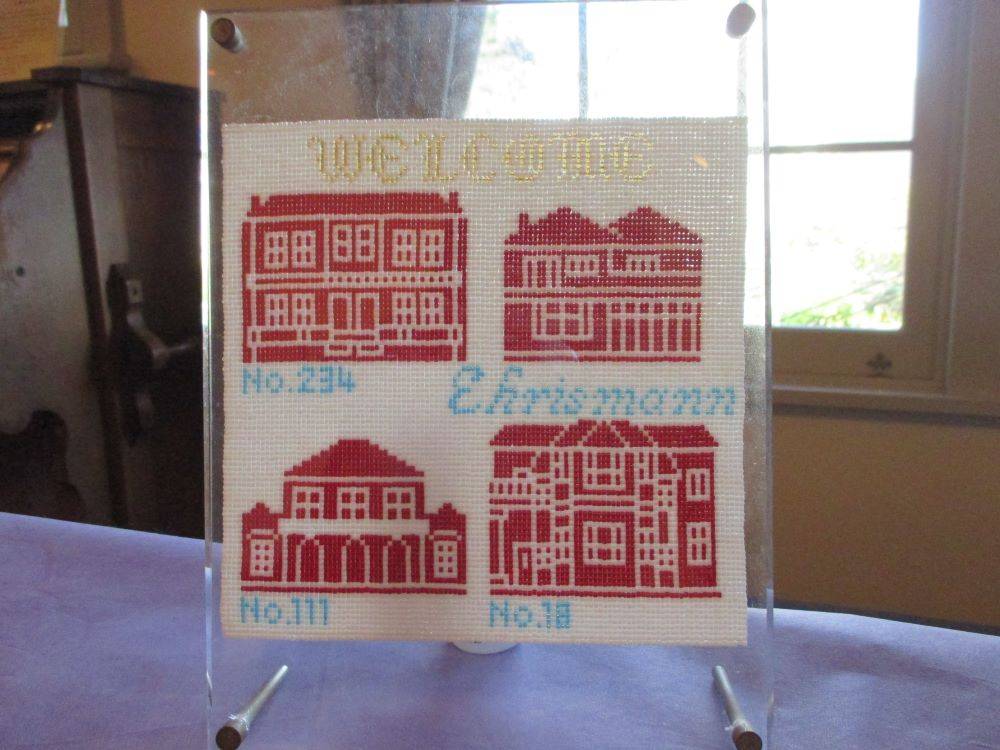 WELCOME
No.234
Ehrismann
No.111
No.18